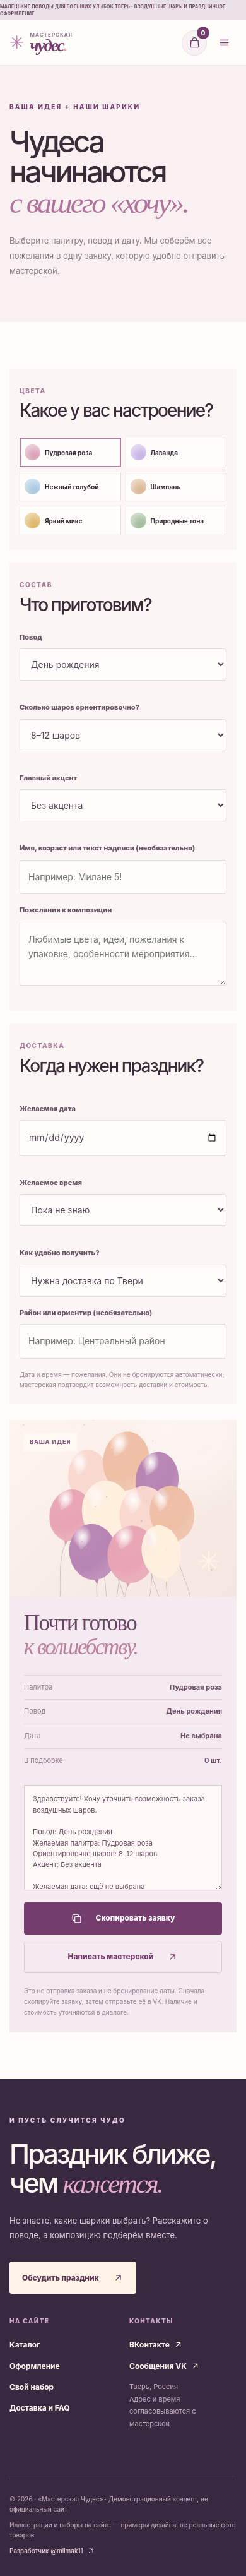 МАЛЕНЬКИЕ ПОВОДЫ ДЛЯ БОЛЬШИХ УЛЫБОК ТВЕРЬ · ВОЗДУШНЫЕ ШАРЫ И ПРАЗДНИЧНОЕ
ОФОРМЛЕНИЕ
МАСТЕРСКАЯ
чудес.
0
ВАША ИДЕЯ + НАШИ ШАРИКИ
Чудеса
начинаются
с вашего «хочу».
Выберите палитру, повод и дату. Мы соберём все
пожелания в одну заявку, которую удобно отправить
мастерской.
ЦВЕТА
Какое у вас настроение?
Пудровая роза
Лаванда
Нежный голубой
Шампань
Яркий микс
Природные тона
СОСТАВ
Что приготовим?
Повод
День рождения
Сколько шаров ориентировочно?
8–12 шаров
Главный акцент
Без акцента
Имя, возраст или текст надписи (необязательно)
Например: Милане 5!
Пожелания к композиции
Любимые цвета, идеи, пожелания к
упаковке, особенности мероприятия...
ДОСТАВКА
Когда нужен праздник?
Желаемая дата
mm/dd/yyyy
Желаемое время
Пока не знаю
Как удобно получить?
Нужна доставка по Твери
Район или ориентир (необязательно)
Например: Центральный район
Дата и время — пожелания. Они не бронируются автоматически;
мастерская подтвердит возможность доставки и стоимость.
ВАША ИДЕЯ
Почти готово
к волшебству.
Палитра Пудровая роза
Повод День рождения
Дата Не выбрана
В подборке 0 шт.
Здравствуйте! Хочу уточнить возможность заказа
воздушных шаров.
Повод: День рождения
Желаемая палитра: Пудровая роза
Ориентировочно шаров: 8–12 шаров
Акцент: Без акцента
Желаемая дата: ещё не выбрана
Скопировать заявку
Написать мастерской
Это не отправка заказа и не бронирование даты. Сначала
скопируйте заявку, затем отправьте её в VK. Наличие и
стоимость уточняются в диалоге.
И ПУСТЬ СЛУЧИТСЯ ЧУДО
Праздник ближе,
чем кажется.
Не знаете, какие шарики выбрать? Расскажите о
поводе, а композицию подберём вместе.
Обсудить праздник
НА САЙТЕ
Каталог
Оформление
Свой набор
Доставка и FAQ
КОНТАКТЫ
ВКонтакте
Сообщения VK
Тверь, Россия
Адрес и время
согласовываются с
мастерской
© 2026 · «Мастерская Чудес» · Демонстрационный концепт, не
официальный сайт
Иллюстрации и наборы на сайте — примеры дизайна, не реальные фото
товаров
Разработчик @milmak11